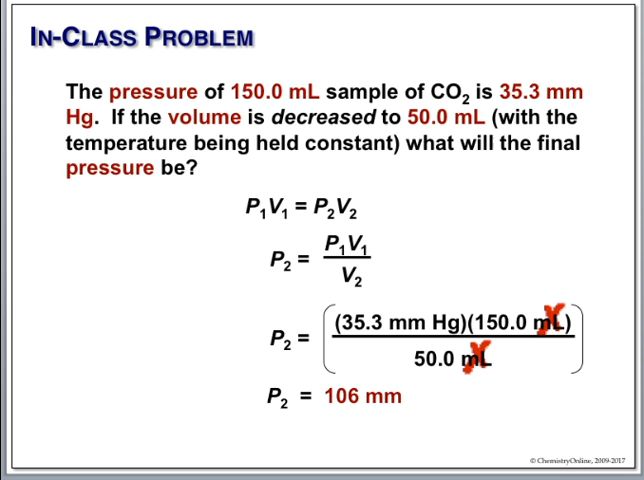 IN-CLASS PROBLEM
The pressure of 150.0 mL sample of CO₂ is 35.3 mm
Hg. If the volume is decreased to 50.0 mL (with the
temperature being held constant) what will the final
pressure be?
P₁V₁ = P₂V₂
P₂ = P₁V₁ / V₂
P₂ = (35.3 mm Hg)(150.0 mL) / 50.0 mL
P₂ = 106 mm
© ChemistryOnline, 2009-2017